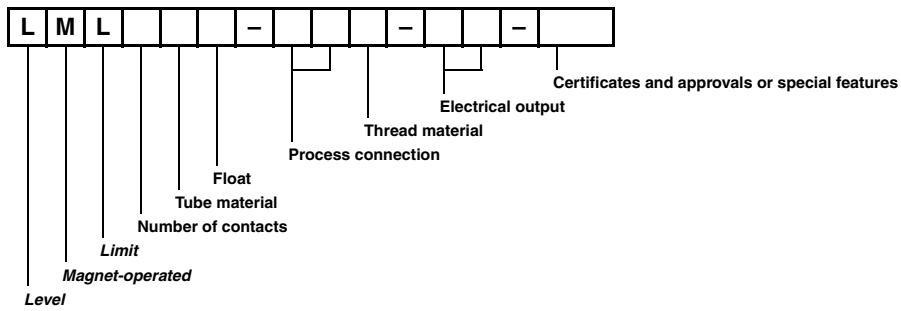 L M L – – –
Certificates and approvals or special features
Electrical output
Thread material
Process connection
Float
Tube material
Number of contacts
Limit
Magnet-operated
Level